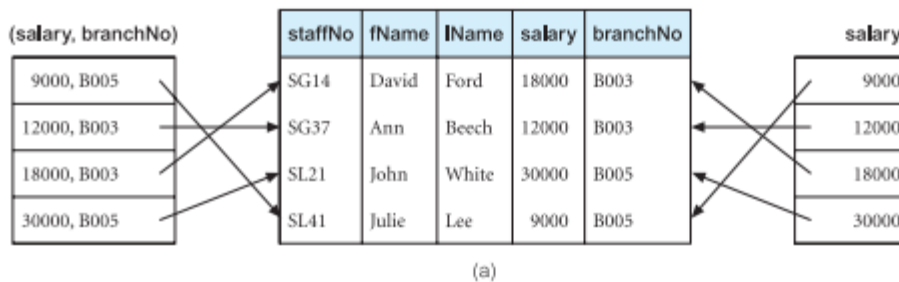 (salary, branchNo)
9000, B005
12000, B003
18000, B003
30000, B005
staffNo fName lName salary branchNo
SG14 David Ford 18000 B003
SG37 Ann Beech 12000 B003
SL21 John White 30000 B005
SL41 Julie Lee 9000 B005
salary
9000
12000
18000
30000
(a)